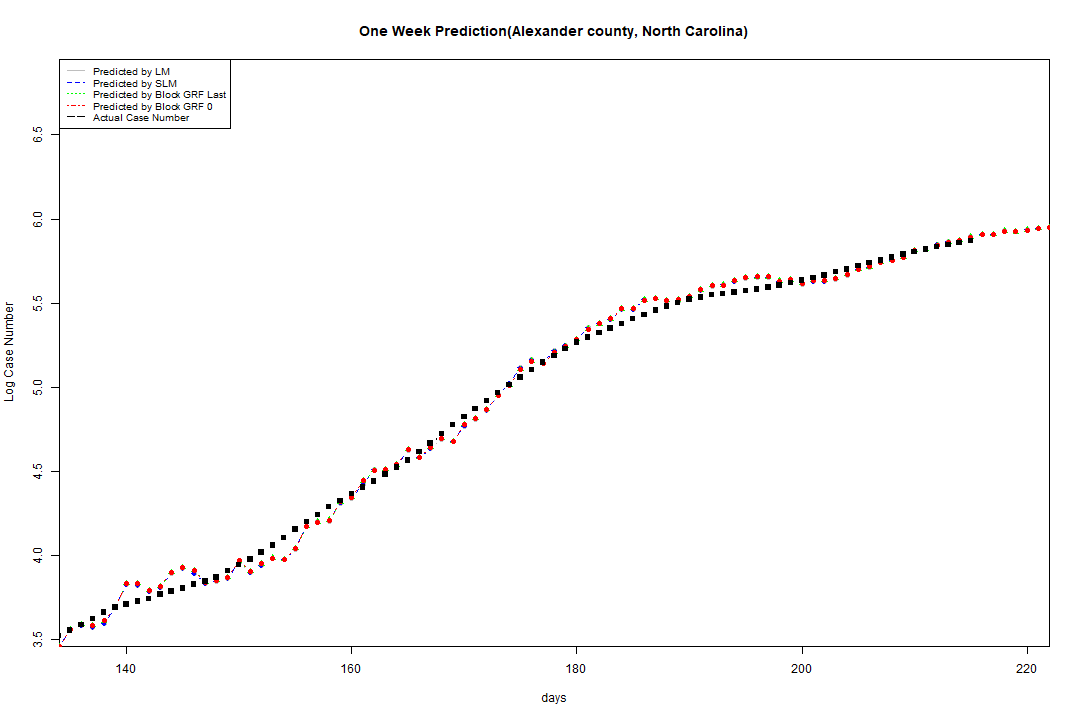 One Week Prediction(Alexander county, North Carolina)
Predicted by LM
Predicted by SLM
Predicted by Block GRF Last
Predicted by Block GRF 0
Actual Case Number
6.5
6.0
5.5
5.0
4.5
4.0
3.5
Log Case Number
140 160 180 200 220
days